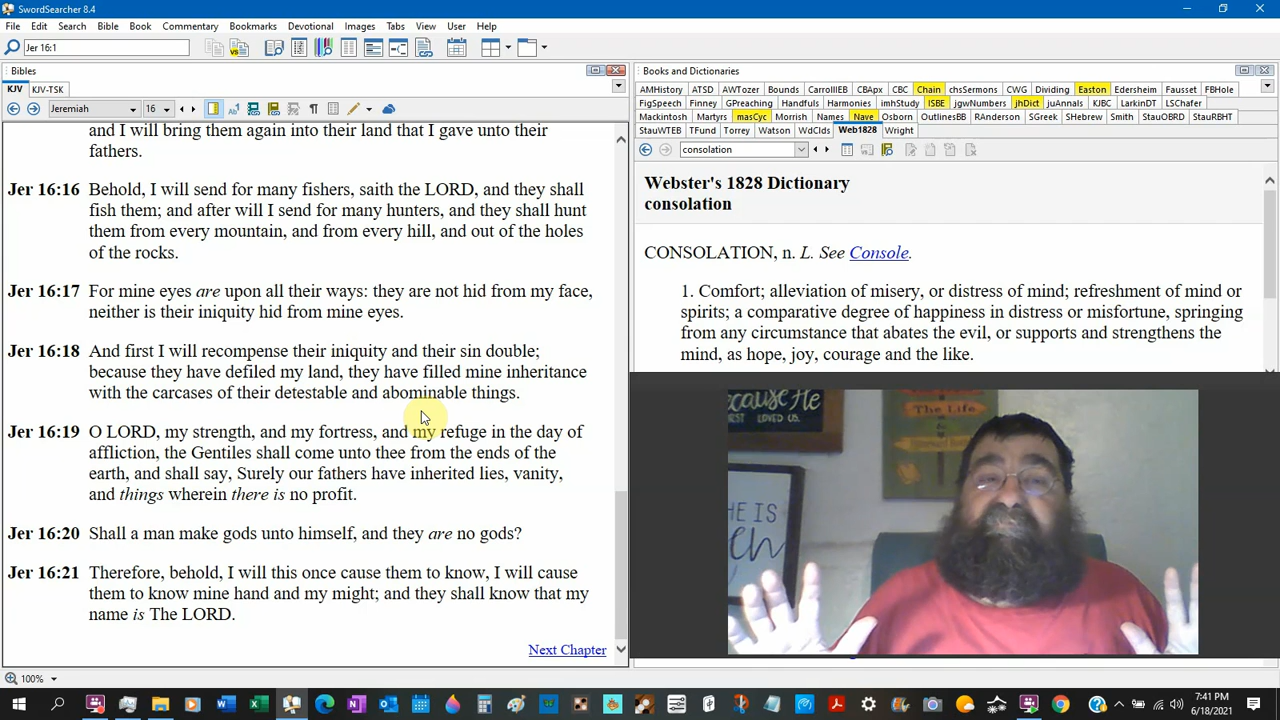 SwordSearcher 8.4
File Edit Search Bible Book Commentary Bookmarks Devotional Images Tabs View User Help
Jer 16:1
Bibles
KJV KJV-TSK
Jeremiah 16
and I will bring them again into their land that I gave unto their
fathers.
Jer 16:16 Behold, I will send for many fishers, saith the LORD, and they shall
fish them; and after will I send for many hunters, and they shall hunt
them from every mountain, and from every hill, and out of the holes
of the rocks.
Jer 16:17 For mine eyes are upon all their ways: they are not hid from my face,
neither is their iniquity hid from mine eyes.
Jer 16:18 And first I will recompense their iniquity and their sin double;
because they have defiled my land, they have filled mine inheritance
with the carcases of their detestable and abominable things.
Jer 16:19 O LORD, my strength, and my fortress, and my refuge in the day of
affliction, the Gentiles shall come unto thee from the ends of the
earth, and shall say, Surely our fathers have inherited lies, vanity,
and things wherein there is no profit.
Jer 16:20 Shall a man make gods unto himself, and they are no gods?
Jer 16:21 Therefore, behold, I will this once cause them to know, I will cause
them to know mine hand and my might; and they shall know that my
name is The LORD.
Next Chapter
100%
Books and Dictionaries
AMHistory ATSD AWTozer Bounds CarrollEB CBApx CBC Chain chsSermons CWG Dividing Easton Edersheim Fausset FBHole
FigSpeech Finney GPreaching Handfuls Harmonies imhStudy ISBE jgwNumbers jhDict juAnnals KJBC LarkinDT LSChafer
Mackintosh Martyrs masCyc Morrish Names Nave Osborn OutlinesBB RAnderson SGreek SHebrew Smith StauOBRD StauRBHT
StauWTEB TFund Torrey Watson WdClds Web1828 Wright
consolation
Webster's 1828 Dictionary
consolation
CONSOLATION, n. L. See Console.
1. Comfort; alleviation of misery, or distress of mind; refreshment of mind or
spirits; a comparative degree of happiness in distress or misfortune, springing
from any circumstance that abates the evil, or supports and strengthens the
mind, as hope, joy, courage and the like.
because He
FIRST LOVED US.
The Life
HE IS
7:41 PM
6/18/2021